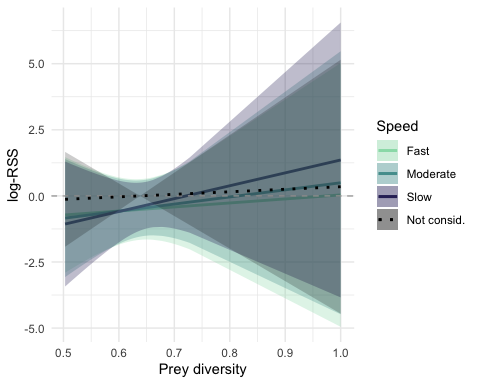 log-RSS
5.0
2.5
0.0
-2.5
-5.0
0.5 0.6 0.7 0.8 0.9 1.0
Prey diversity
Speed
Fast
Moderate
Slow
Not consid.